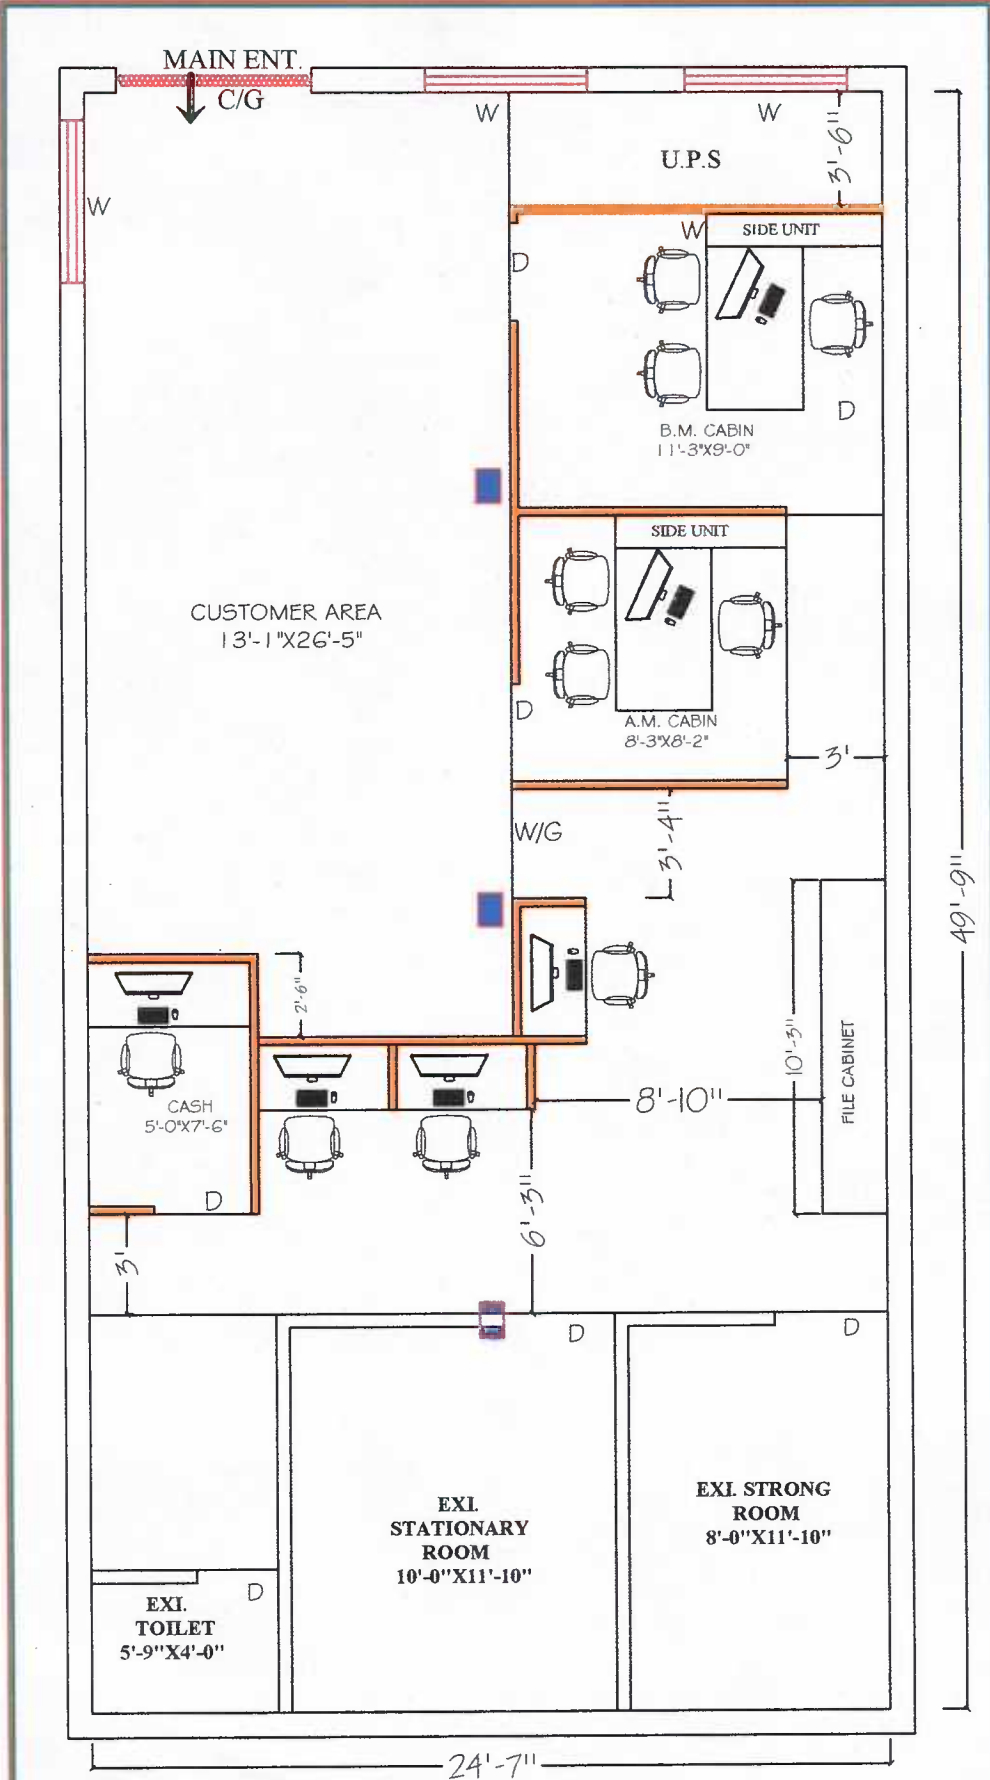 MAIN ENT.
C/G
W
W
W
U.P.S
3'-6"
W
SIDE UNIT
D
D
B.M. CABIN
11'-3"X9'-0"
SIDE UNIT
CUSTOMER AREA
13'-1"X26'-5"
D
A.M. CABIN
8'-3"X8'-2"
3'
W/G
3'-4"
49'-9"
2'-6"
10'-3"
FILE CABINET
8'-10"
CASH
5'-0"X7'-6"
D
6'-3"
3'
D
D
EXI.
STATIONARY
ROOM
10'-0"X11'-10"
EXI. STRONG
ROOM
8'-0"X11'-10"
D
EXI.
TOILET
5'-9"X4'-0"
24'-7"